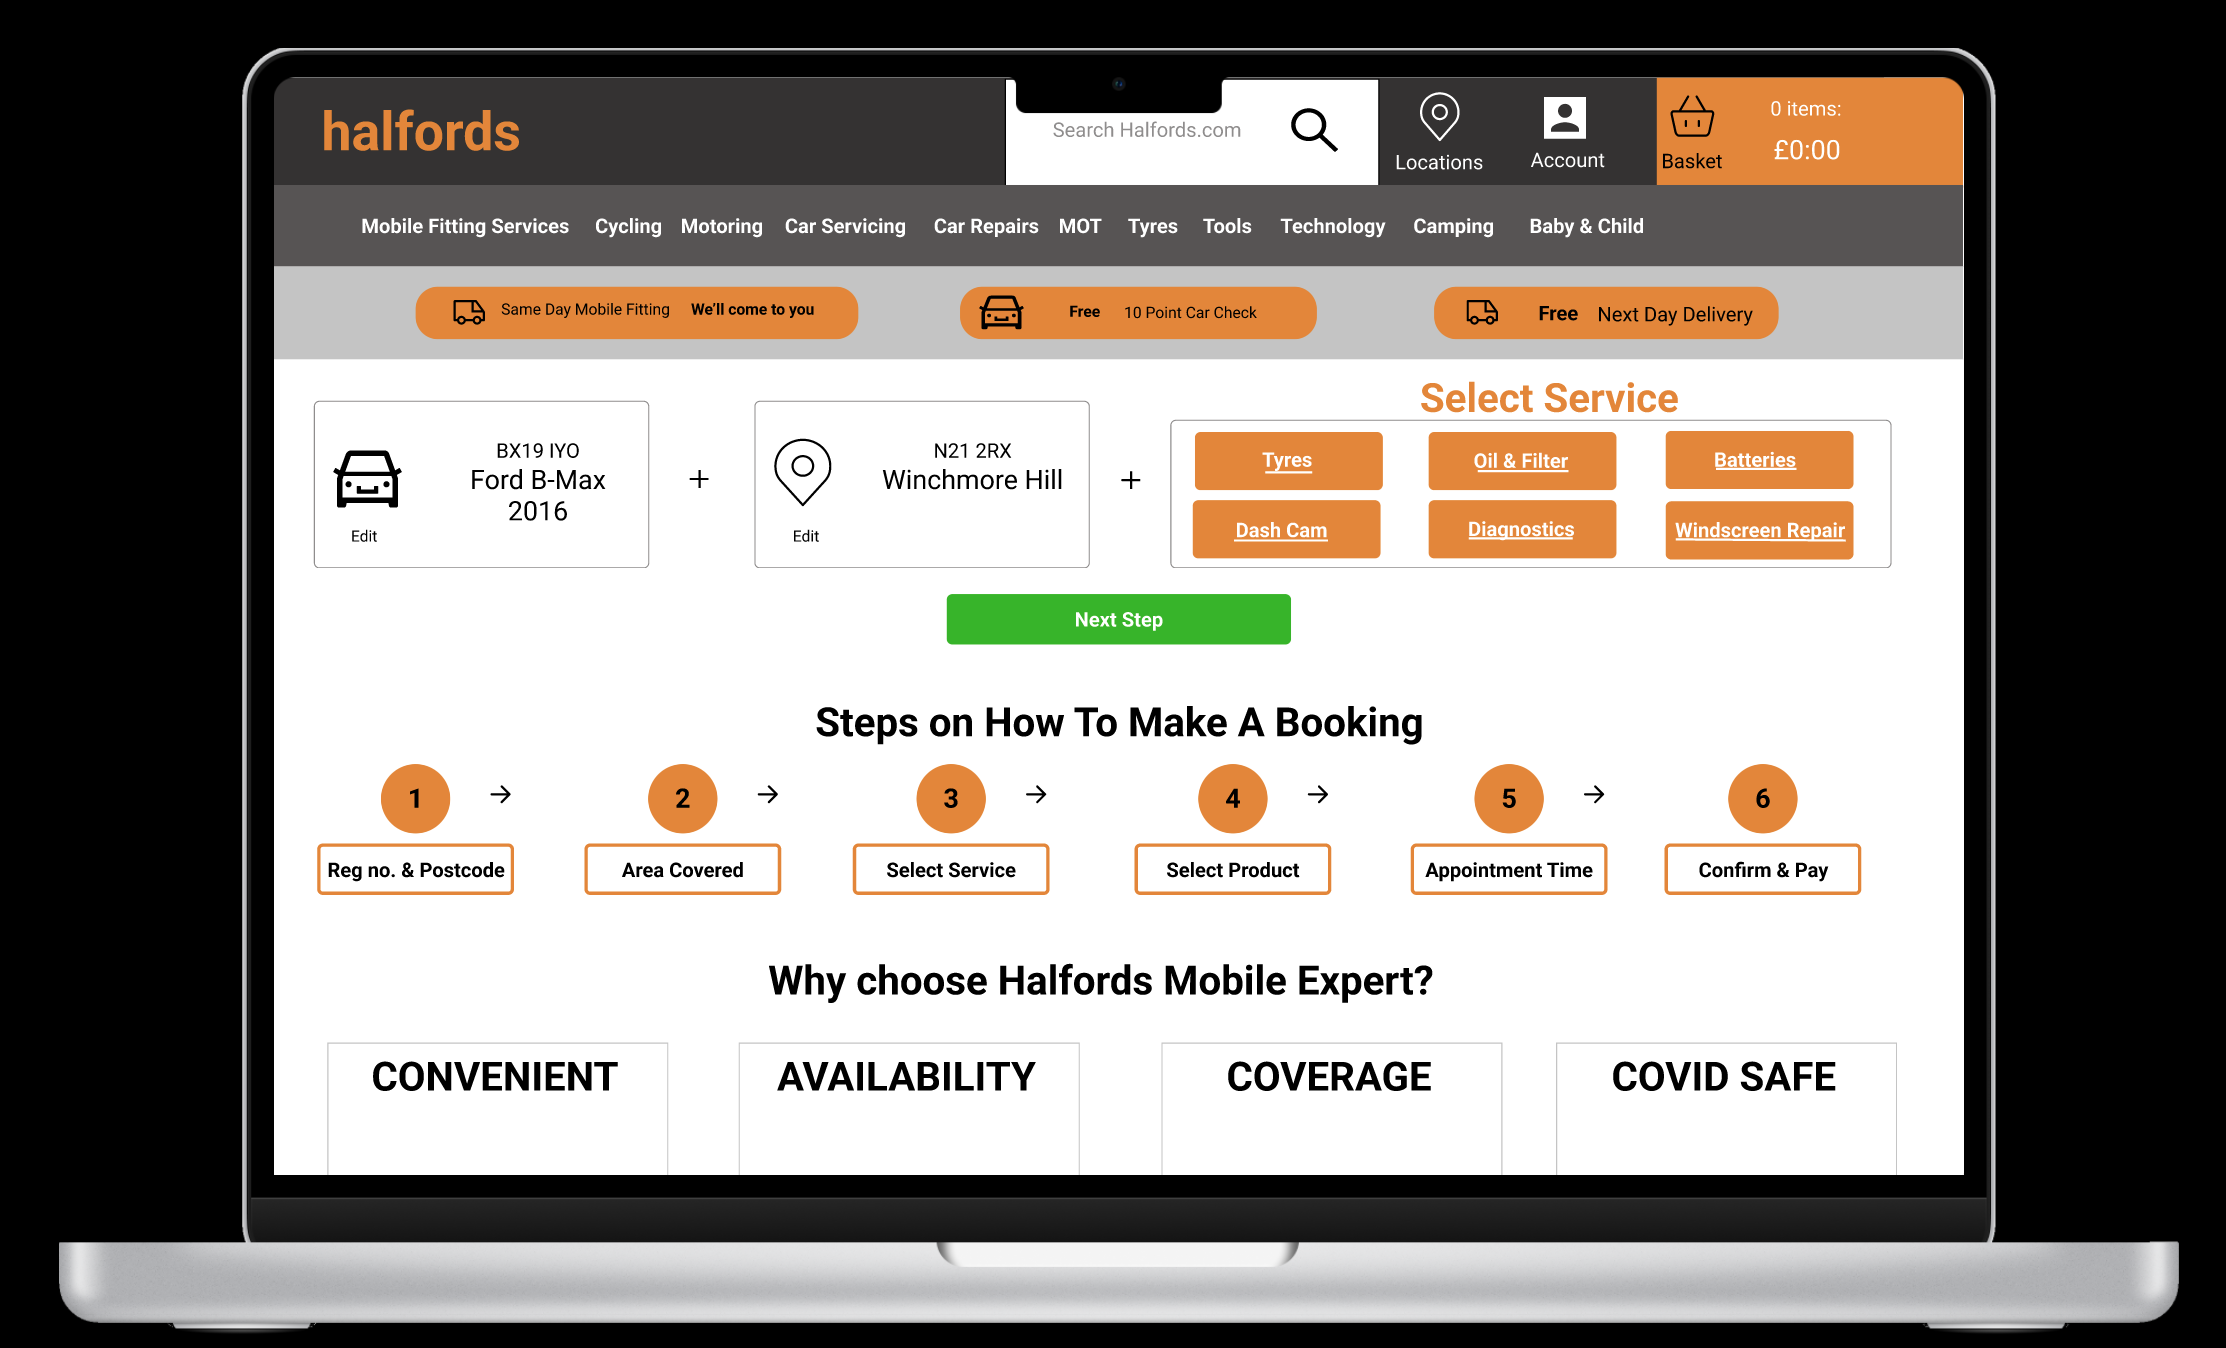 halfords
Search Halfords.com
Locations
Account
Basket
0 items:
£0:00
Mobile Fitting Services Cycling Motoring Car Servicing Car Repairs MOT Tyres Tools Technology Camping Baby & Child
Same Day Mobile Fitting We'll come to you
Free 10 Point Car Check
Free Next Day Delivery
BX19 IYO
Ford B-Max
2016
Edit
+
N21 2RX
Winchmore Hill
Edit
+
Select Service
Tyres
Oil & Filter
Batteries
Dash Cam
Diagnostics
Windscreen Repair
Next Step
Steps on How To Make A Booking
1 → 2 → 3 → 4 → 5 → 6
Reg no. & Postcode
Area Covered
Select Service
Select Product
Appointment Time
Confirm & Pay
Why choose Halfords Mobile Expert?
CONVENIENT
AVAILABILITY
COVERAGE
COVID SAFE